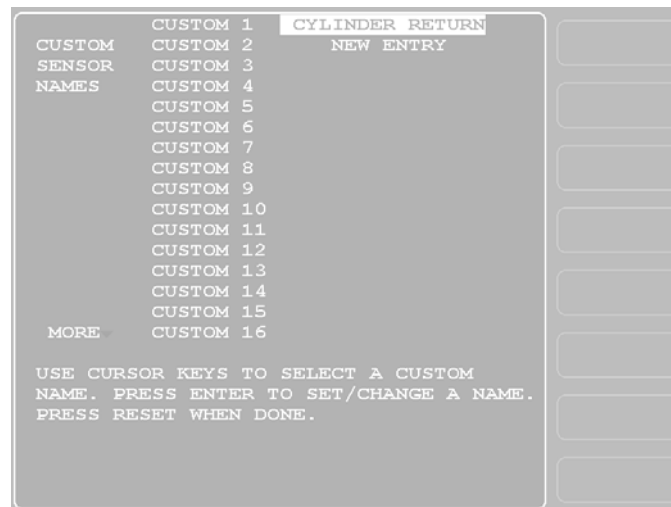 CUSTOM 1 CYLINDER RETURN
CUSTOM CUSTOM 2 NEW ENTRY
SENSOR CUSTOM 3
NAMES CUSTOM 4
CUSTOM 5
CUSTOM 6
CUSTOM 7
CUSTOM 8
CUSTOM 9
CUSTOM 10
CUSTOM 11
CUSTOM 12
CUSTOM 13
CUSTOM 14
CUSTOM 15
MORE CUSTOM 16
USE CURSOR KEYS TO SELECT A CUSTOM
NAME. PRESS ENTER TO SET/CHANGE A NAME.
PRESS RESET WHEN DONE.